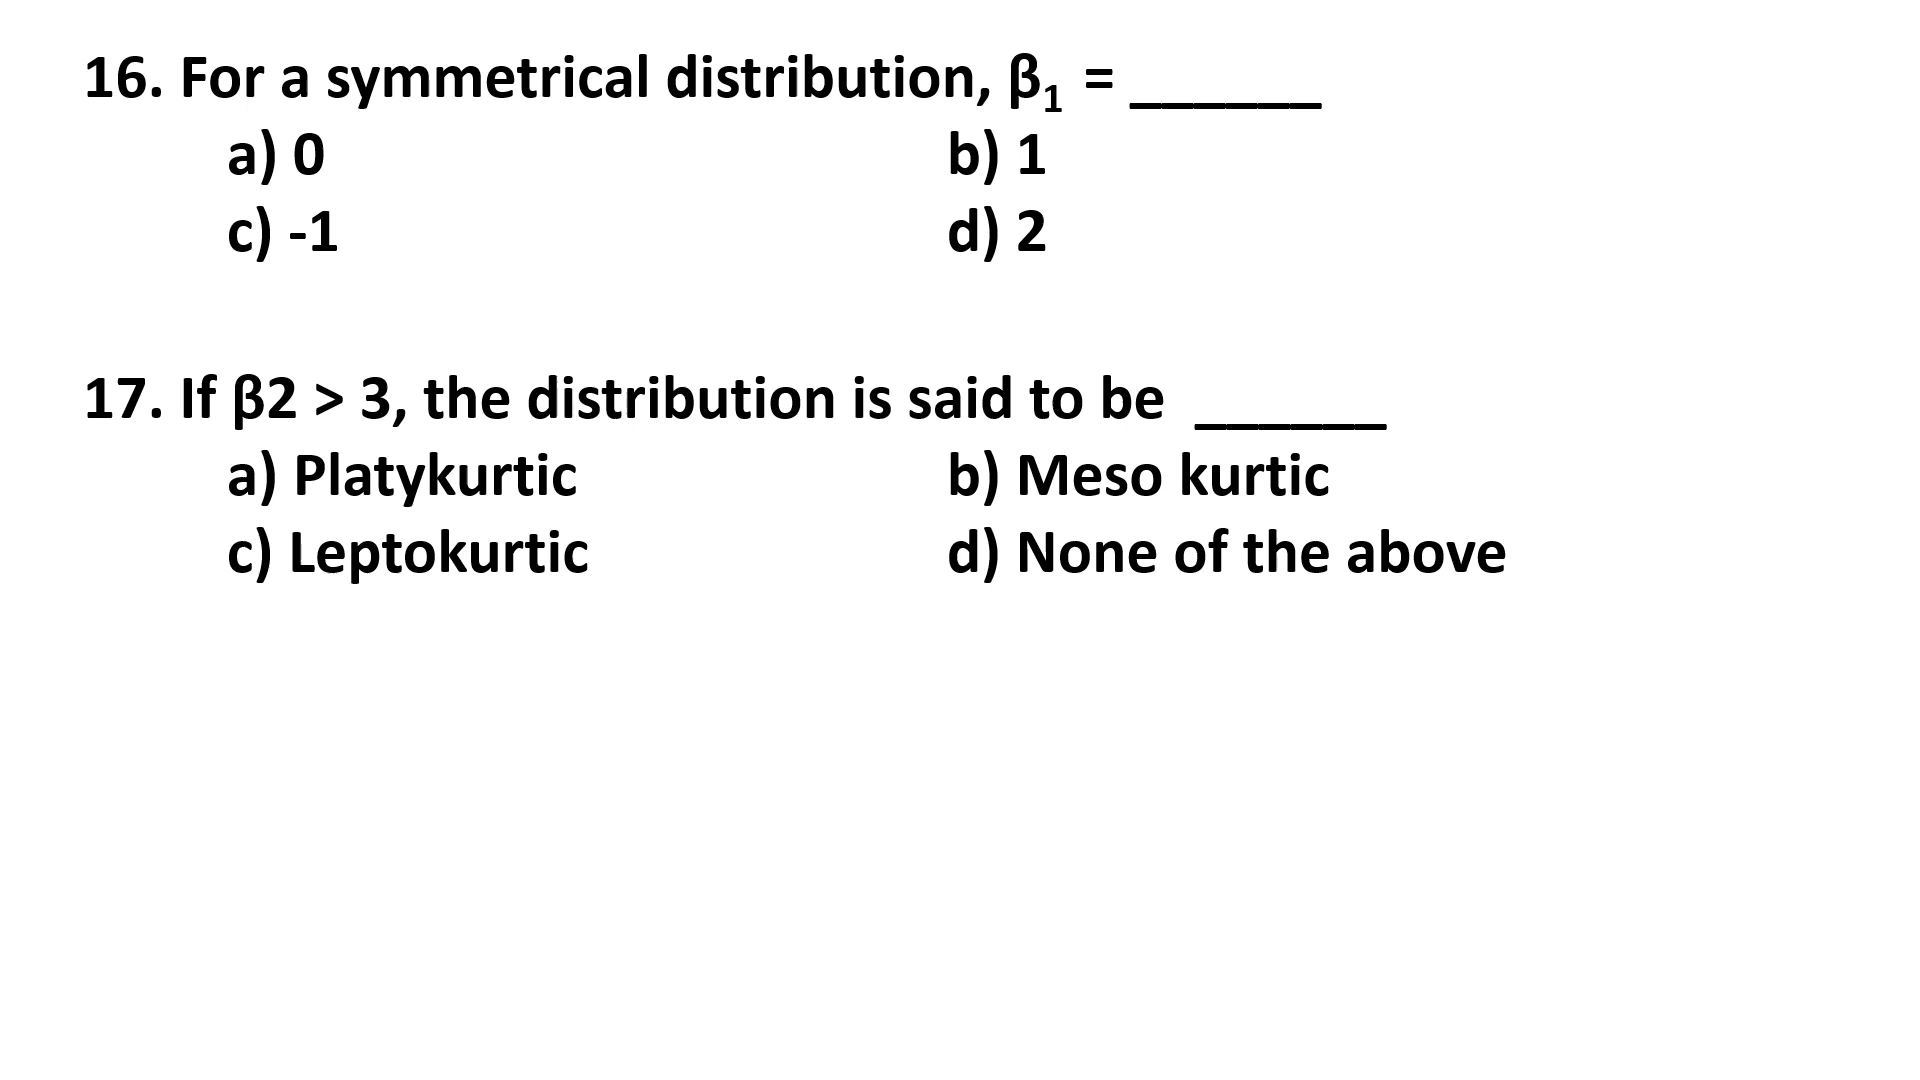 16. For a symmetrical distribution, β₁ = ______
a) 0 b) 1
c) -1 d) 2
17. If β2 > 3, the distribution is said to be ______
a) Platykurtic b) Meso kurtic
c) Leptokurtic d) None of the above